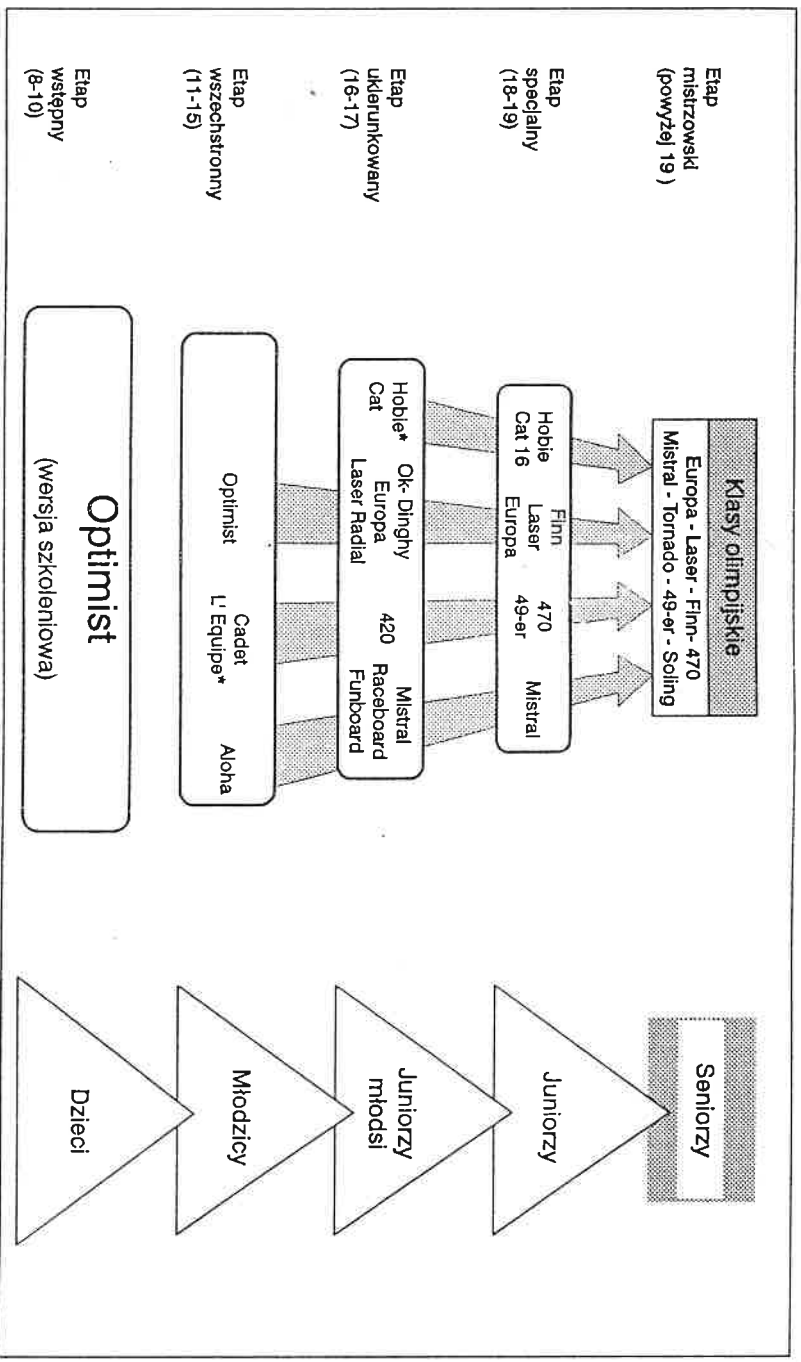 Etap
mistrzowski
(powyżej 19 )
Klasy olimpijskie
Europa - Laser - Finn- 470
Mistral - Tornado - 49-er - Soling
Seniorzy
Etap
specjalny
(18-19)
Hobie
Cat 16
Finn
Laser
Europa
470
49-er
Mistral
Juniorzy
Etap
ukierunkowany
(16-17)
Hobie*
Cat
Ok- Dinghy
Europa
Laser Radial
420
Mistral
Raceboard
Funboard
Juniorzy
młodsi
Etap
wszechstronny
(11-15)
Optimist
Cadet
L' Equipe*
Aloha
Młodzicy
Etap
wstępny
(8-10)
Optimist
(wersja szkoleniowa)
Dzieci